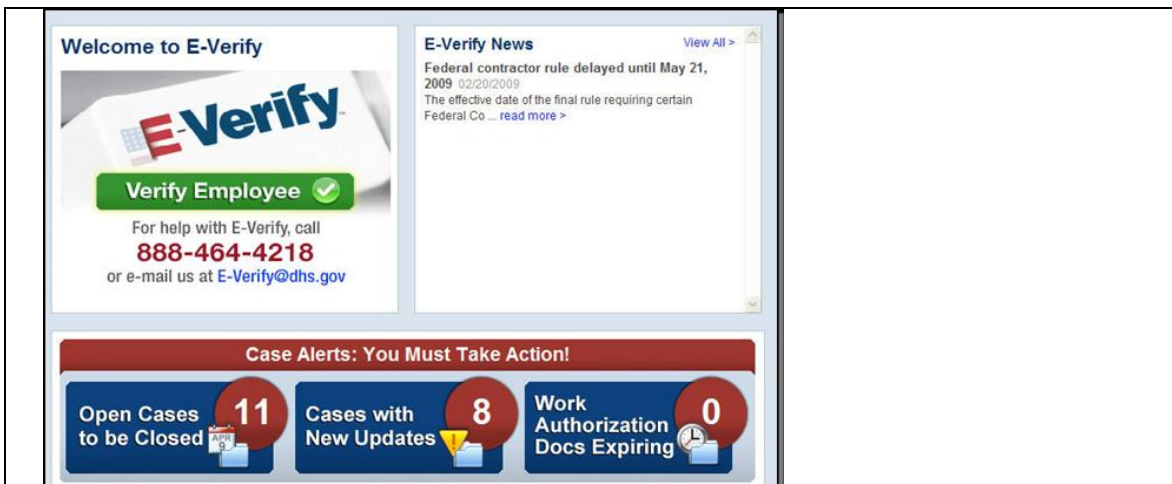 Welcome to E-Verify
E-Verify
Verify Employee
For help with E-Verify, call
888-464-4218
or e-mail us at E-Verify@dhs.gov
E-Verify News
View All >
Federal contractor rule delayed until May 21,
2009 02/20/2009
The effective date of the final rule requiring certain
Federal Co ... read more >
Case Alerts: You Must Take Action!
Open Cases
to be Closed
11
APR
9
Cases with
New Updates
8
Work
Authorization
Docs Expiring
0